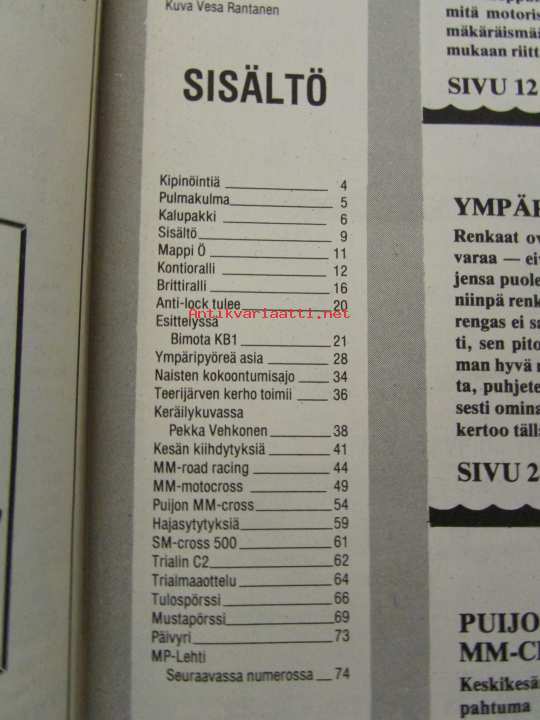 Kuva Vesa Rantanen
SISÄLTÖ
Kipinöintiä 4
Pulmakulma 5
Kalupakki 6
Sisältö 9
Mappi Ö 11
Kontioralli 12
Brittiralli 16
Anti-lock tulee 20
Antikvariaatti.net
Esittelyssä
Bimota KB1 21
Ympäripyöreä asia 28
Naisten kokoontumisajo 34
Teerijärven kerho toimii 36
Keräilykuvassa
Pekka Vehkonen 38
Kesän kiihdytyksiä 41
MM-road racing 44
MM-motocross 49
Puijon MM-cross 54
Hajasytytyksiä 59
SM-cross 500 61
Trialin C2 62
Trialmaaottelu 64
Tulospörssi 66
Mustapörssi 69
Päivyri 73
MP-Lehti
Seuraavassa numerossa 74
mitä motoris
mäkäräismäi
mukaan riitt
SIVU 12
YMPÄR
Renkaat ov
varaa — eiv
jensa puole
niinpä renk
rengas ei sa
ti, sen pito
man hyvä r
ta, puhjete
sesti omina
kertoo täll
SIVU 2
PUIJO
MM-C
Keskikesä
pahtuma